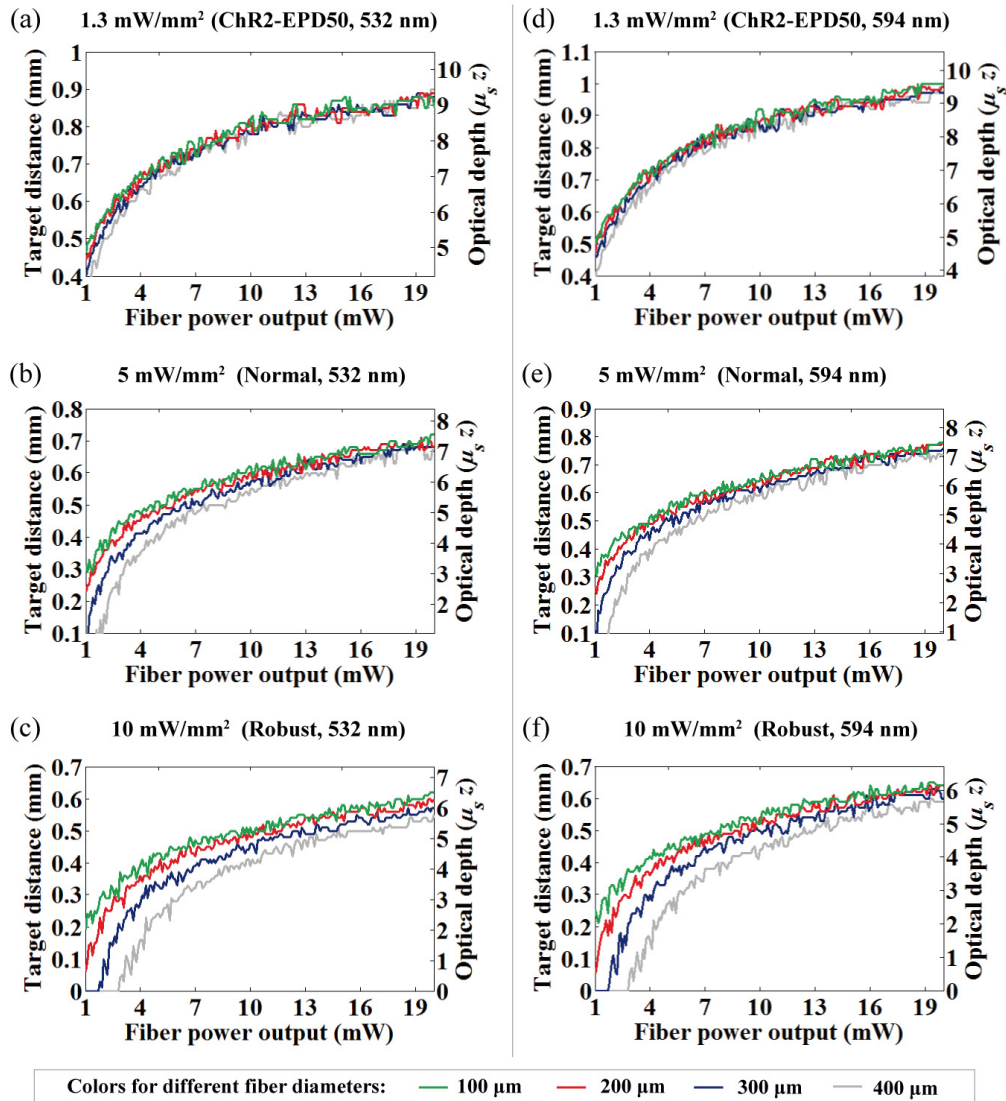 (a) 1.3 mW/mm² (ChR2-EPD50, 532 nm)
Target distance (mm)
1
0.9
0.8
0.7
0.6
0.5
0.4
10
9
8
7
6
5
Optical depth (μs z)
1 4 7 10 13 16 19
Fiber power output (mW)
(b) 5 mW/mm² (Normal, 532 nm)
Target distance (mm)
0.8
0.7
0.6
0.5
0.4
0.3
0.2
0.1
8
7
6
5
4
3
2
Optical depth (μs z)
1 4 7 10 13 16 19
Fiber power output (mW)
(c) 10 mW/mm² (Robust, 532 nm)
Target distance (mm)
0.7
0.6
0.5
0.4
0.3
0.2
0.1
0
7
6
5
4
3
2
1
0
Optical depth (μs z)
1 4 7 10 13 16 19
Fiber power output (mW)
(d) 1.3 mW/mm² (ChR2-EPD50, 594 nm)
Target distance (mm)
1.1
1
0.9
0.8
0.7
0.6
0.5
0.4
10
9
8
7
6
5
4
Optical depth (μs z)
1 4 7 10 13 16 19
Fiber power output (mW)
(e) 5 mW/mm² (Normal, 594 nm)
Target distance (mm)
0.9
0.8
0.7
0.6
0.5
0.4
0.3
0.2
0.1
8
7
6
5
4
3
2
1
Optical depth (μs z)
1 4 7 10 13 16 19
Fiber power output (mW)
(f) 10 mW/mm² (Robust, 594 nm)
Target distance (mm)
0.7
0.6
0.5
0.4
0.3
0.2
0.1
0
6
5
4
3
2
1
0
Optical depth (μs z)
1 4 7 10 13 16 19
Fiber power output (mW)
Colors for different fiber diameters: 100 μm 200 μm 300 μm 400 μm